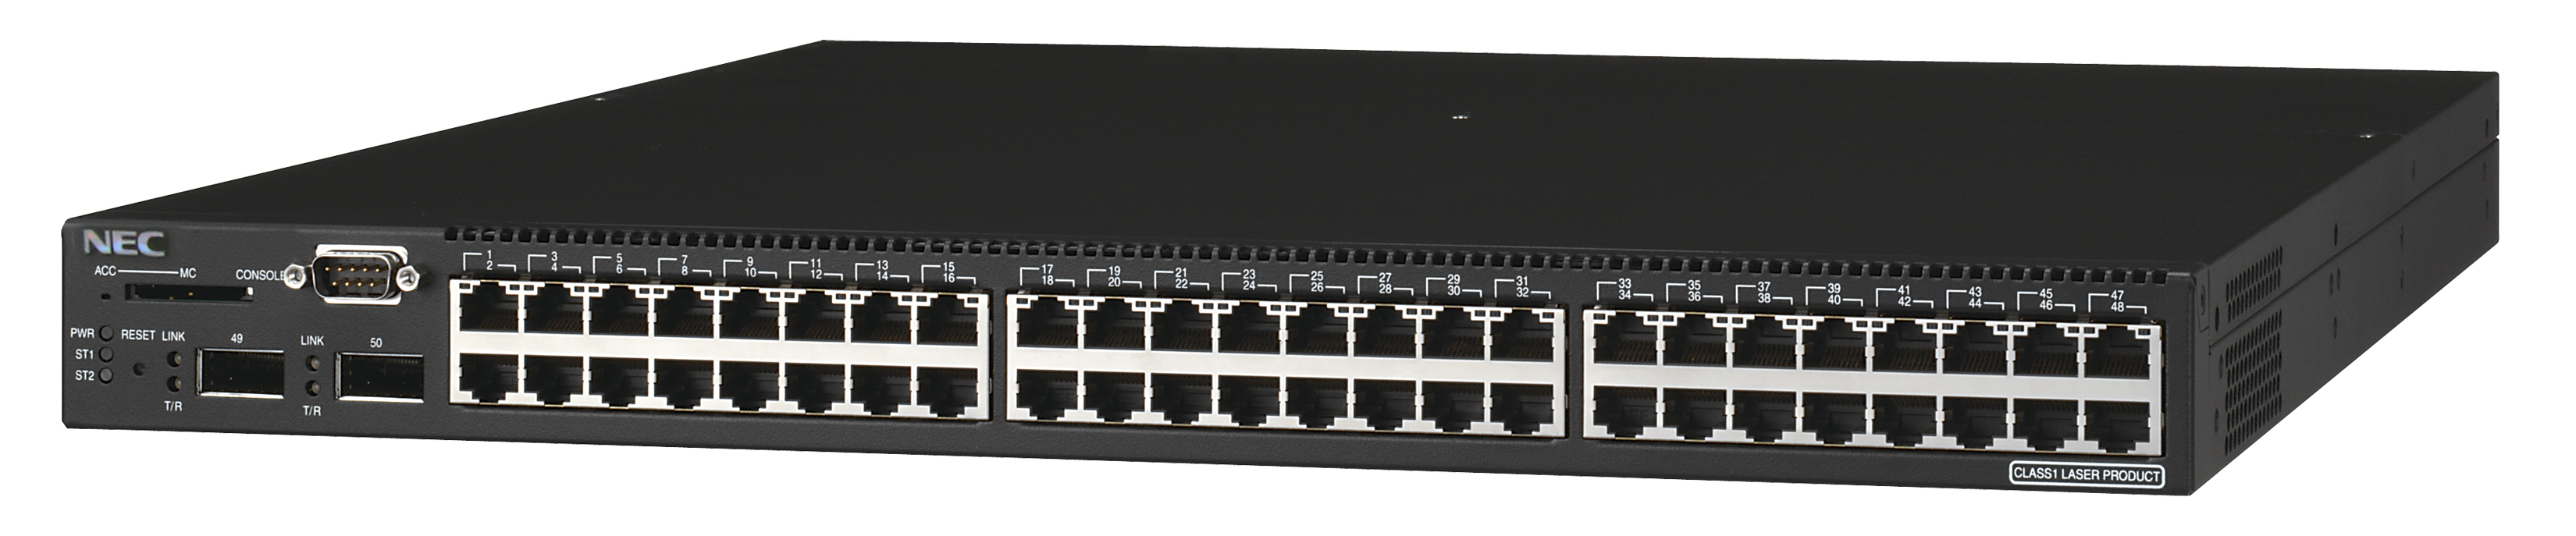 NEC
ACC MC CONSOLE
PWR RESET LINK 49 LINK 50
ST1
ST2
T/R T/R
1 3 5 7 9 11 13 15 17 19 21 23 25 27 29 31 33 35 37 39 41 43 45 47
2 4 6 8 10 12 14 16 18 20 22 24 26 28 30 32 34 36 38 40 42 44 46 48
CLASS1 LASER PRODUCT